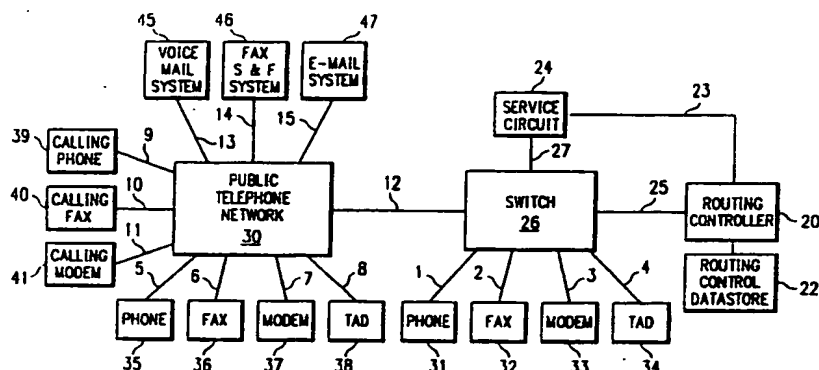 45
VOICE
MAIL
SYSTEM
46
FAX
S & F
SYSTEM
47
E-MAIL
SYSTEM
13
14
15
24
SERVICE
CIRCUIT
23
27
39
CALLING
PHONE
9
40
CALLING
FAX
10
41
CALLING
MODEM
11
PUBLIC
TELEPHONE
NETWORK
30
12
SWITCH
26
25
ROUTING
CONTROLLER
20
ROUTING
CONTROL
DATASTORE
22
5
6
7
8
1
2
3
4
PHONE
FAX
MODEM
TAD
PHONE
FAX
MODEM
TAD
35
36
37
38
31
32
33
34